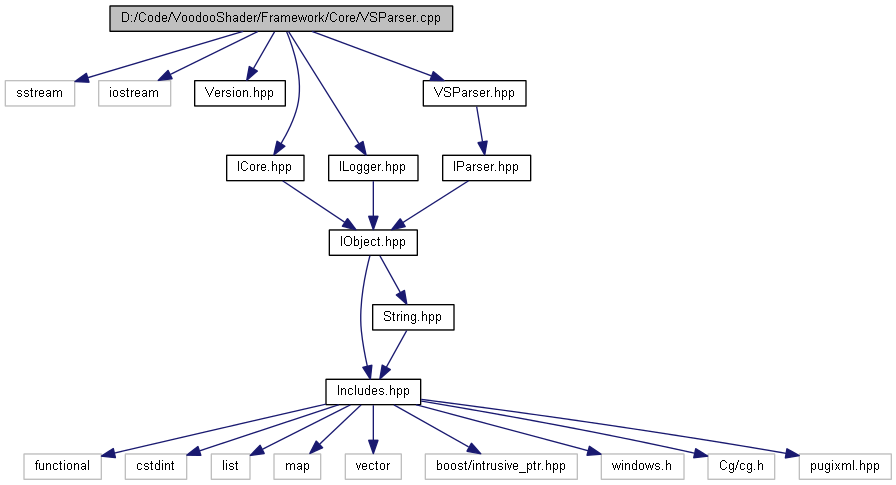 D:/Code/VoodooShader/Framework/Core/VSParser.cpp
sstream
iostream
Version.hpp
VSParser.hpp
ICore.hpp
ILogger.hpp
IParser.hpp
IObject.hpp
String.hpp
Includes.hpp
functional
cstdint
list
map
vector
boost/intrusive_ptr.hpp
windows.h
Cg/cg.h
pugixml.hpp